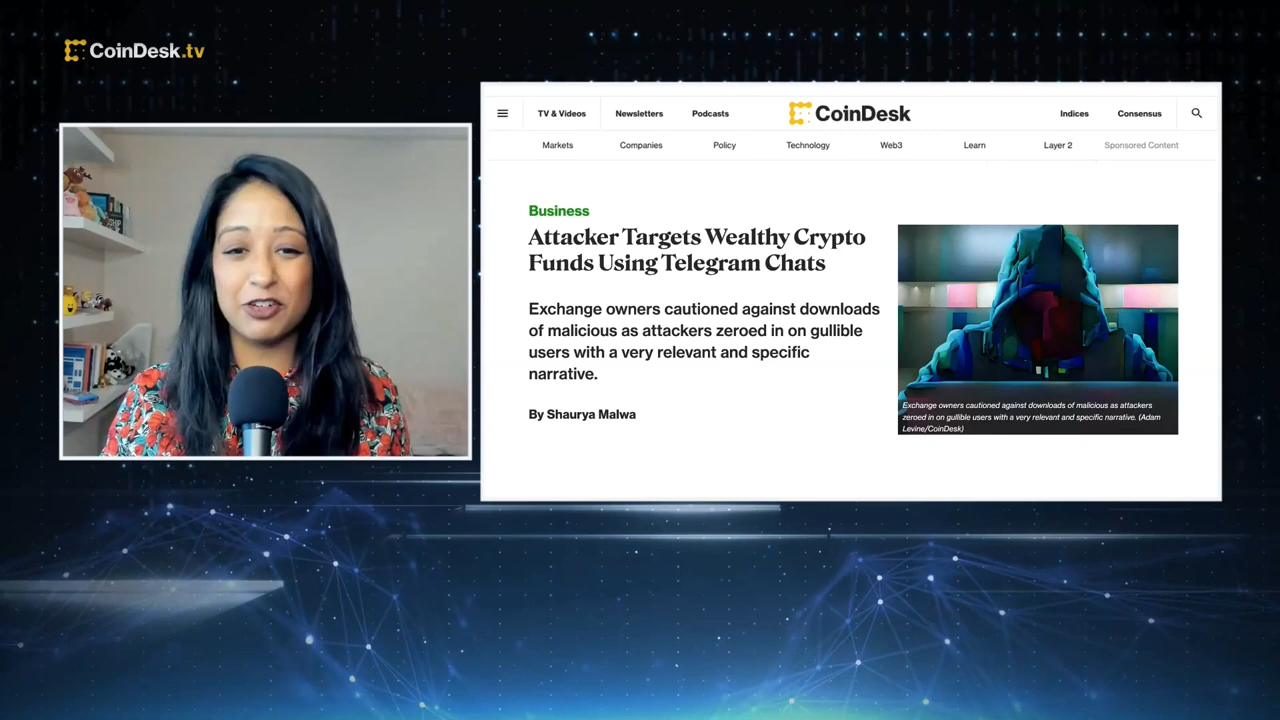 CoinDesk.tv
TV & Videos Newsletters Podcasts CoinDesk Indices Consensus
Markets Companies Policy Technology Web3 Learn Layer 2 Sponsored Content
Business
Attacker Targets Wealthy Crypto
Funds Using Telegram Chats
Exchange owners cautioned against downloads
of malicious as attackers zeroed in on gullible
users with a very relevant and specific
narrative.
By Shaurya Malwa
Exchange owners cautioned against downloads of malicious as attackers
zeroed in on gullible users with a very relevant and specific narrative. (Adam
Levine/CoinDesk)